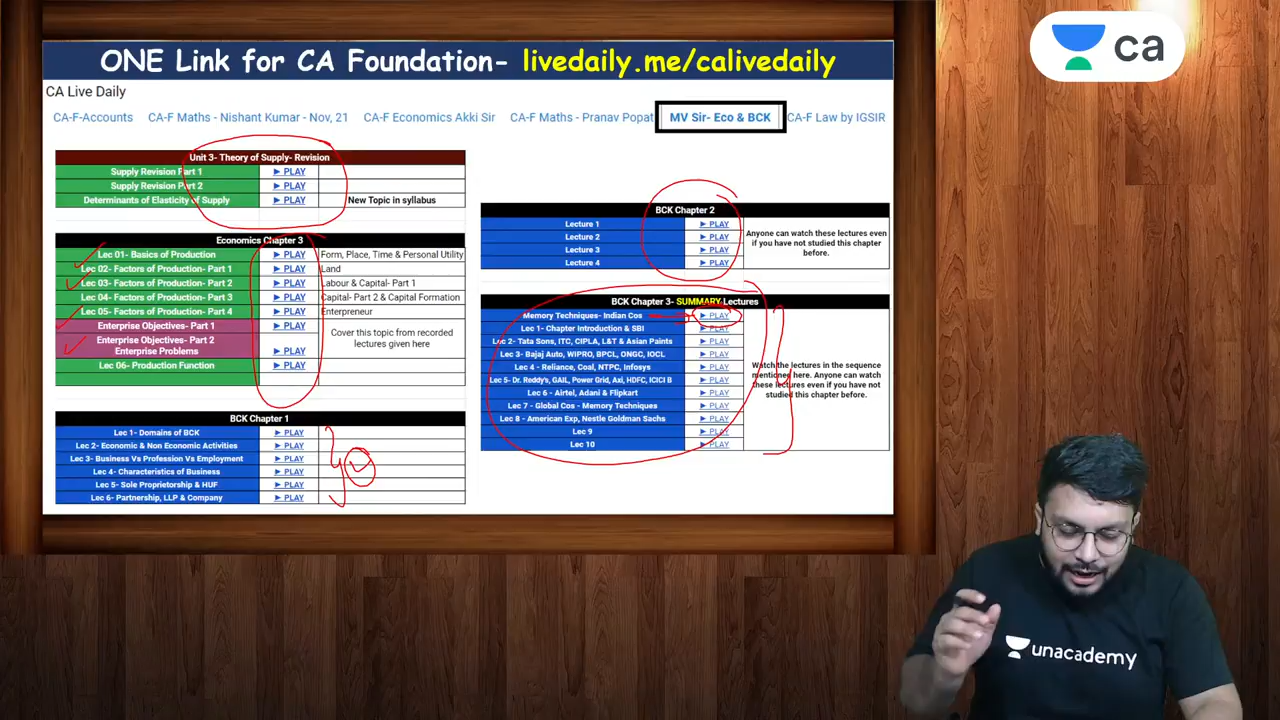 ONE Link for CA Foundation- livedaily.me/calivedaily
ca
CA Live Daily
CA-F-Accounts CA-F Maths - Nishant Kumar - Nov, 21 CA-F Economics Akki Sir CA-F Maths - Pranav Popat MV Sir- Eco & BCK CA-F Law by IGSIR
Unit 3- Theory of Supply- Revision
Supply Revision Part 1 ► PLAY
Supply Revision Part 2 ► PLAY
Determinants of Elasticity of Supply ► PLAY New Topic in syllabus
Economics Chapter 3
Lec 01- Basics of Production ► PLAY Form, Place, Time & Personal Utility
Lec 02- Factors of Production- Part 1 ► PLAY Land
Lec 03- Factors of Production- Part 2 ► PLAY Labour & Capital- Part 1
Lec 04- Factors of Production- Part 3 ► PLAY Capital- Part 2 & Capital Formation
Lec 05- Factors of Production- Part 4 ► PLAY Enterpreneur
Enterprise Objectives- Part 1 ► PLAY
Enterprise Objectives- Part 2
Enterprise Problems ► PLAY
Cover this topic from recorded
lectures given here
Lec 06- Production Function ► PLAY
BCK Chapter 1
Lec 1- Domains of BCK ► PLAY
Lec 2- Economic & Non Economic Activities ► PLAY
Lec 3- Business Vs Profession Vs Employment ► PLAY
Lec 4- Characteristics of Business ► PLAY
Lec 5- Sole Proprietorship & HUF ► PLAY
Lec 6- Partnership, LLP & Company ► PLAY
BCK Chapter 2
Lecture 1 ► PLAY
Lecture 2 ► PLAY
Lecture 3 ► PLAY
Lecture 4 ► PLAY
Anyone can watch these lectures even
if you have not studied this chapter
before.
BCK Chapter 3- SUMMARY Lectures
Memory Techniques- Indian Cos ► PLAY
Lec 1- Chapter Introduction & SBI ► PLAY
Lec 2- Tata Sons, ITC, CIPLA, L&T & Asian Paints ► PLAY
Lec 3- Bajaj Auto, WIPRO, BPCL, ONGC, IOCL ► PLAY
Lec 4 - Reliance, Coal, NTPC, Infosys ► PLAY
Lec 5- Dr. Reddy's, GAIL, Power Grid, Axi, HDFC, ICICI B ► PLAY
Lec 6 - Airtel, Adani & Flipkart ► PLAY
Lec 7 - Global Cos - Memory Techniques ► PLAY
Lec 8 - American Exp, Nestle Goldman Sachs ► PLAY
Lec 9 ► PLAY
Lec 10 ► PLAY
Watch the lectures in the sequence
mentioned here. Anyone can watch
these lectures even if you have not
studied this chapter before.
unacademy